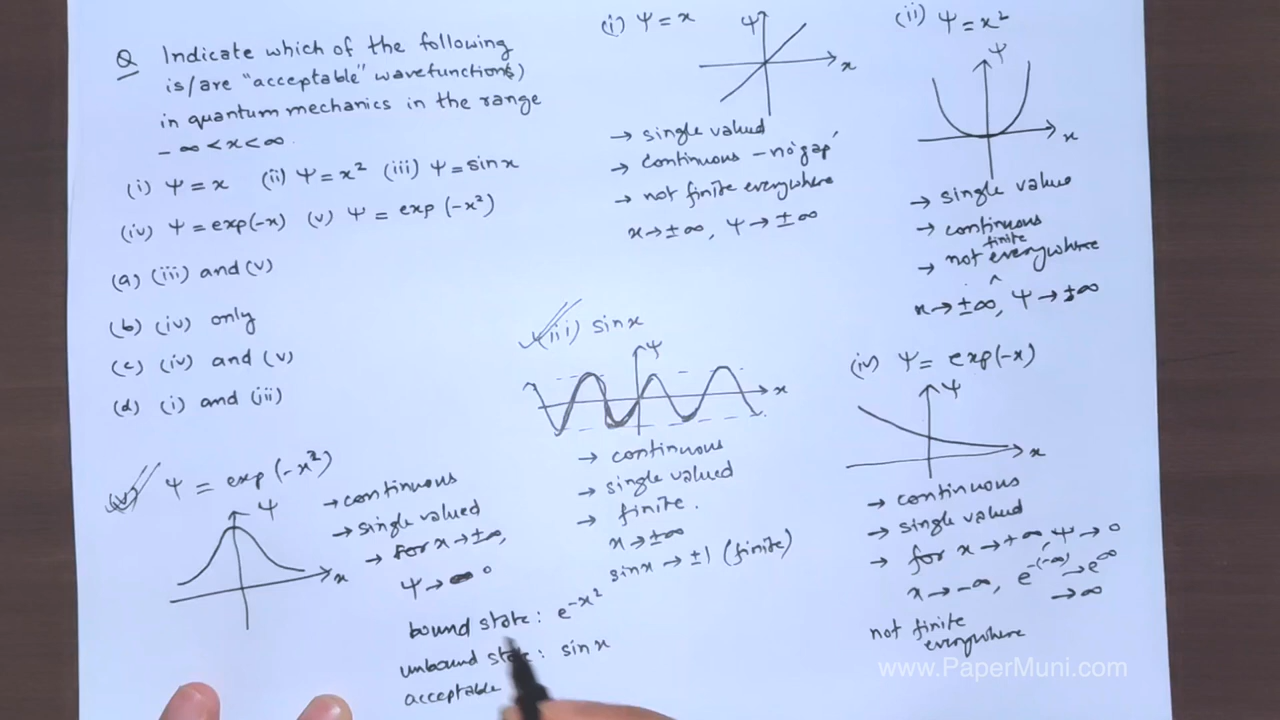 Q Indicate which of the following
is/are "acceptable" wavefunction(s)
in quantum mechanics in the range
-∞ < x < ∞.
(i) Ψ = x (ii) Ψ = x² (iii) Ψ = sin x
(iv) Ψ = exp(-x) (v) Ψ = exp (-x²)
(a) (iii) and (v)
(b) (iv) only
(c) (iv) and (v)
(d) (i) and (iii)
(i) Ψ = x
Ψ
x
→ single valued
→ continuous - no 'gap'
→ not finite everywhere
x → ±∞, Ψ → ±∞
(ii) Ψ = x²
Ψ
x
→ single value
→ continuous
→ not finite everywhere
x → ±∞, Ψ → ±∞
(iii) sin x
Ψ
x
→ continuous
→ single valued
→ finite.
x → ±∞
sin x → ±1 (finite)
(iv) Ψ = exp(-x)
Ψ
x
→ continuous
→ single valued
→ for x → +∞, Ψ → 0
x → -∞, e^-(-∞) → e^∞
→ ∞
not finite
everywhere
(v) Ψ = exp (-x²)
Ψ
x
→ continuous
→ single valued
→ for x → ±∞,
Ψ → 0
bound state : e^-x²
unbound state : sin x
acceptable
www.PaperMuni.com